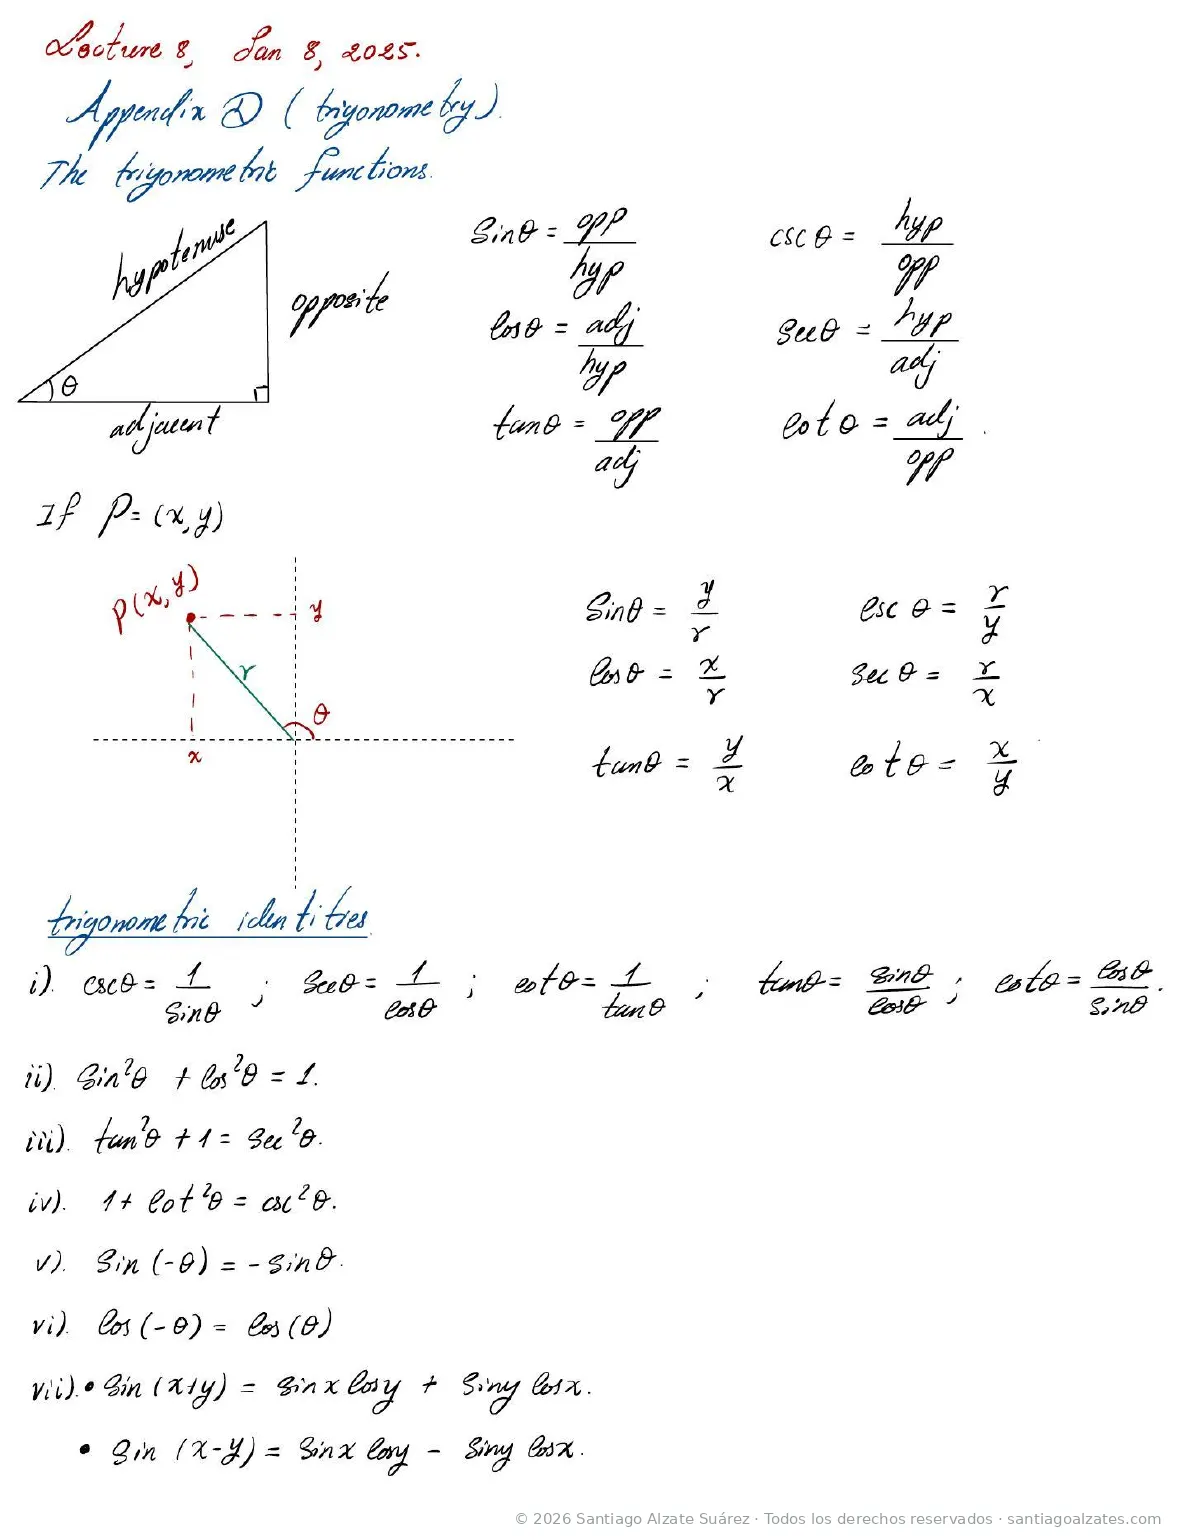 Lecture 8, Jan 8, 2025.
Appendix D (trigonometry).
The trigonometric functions.
hypotenuse
opposite
θ
adjacent
sinθ = opp/hyp cscθ = hyp/opp
cosθ = adj/hyp secθ = hyp/adj
tanθ = opp/adj cotθ = adj/opp.
If P = (x, y)
P(x, y)
y
r
θ
x
sinθ = y/r cscθ = r/y
cosθ = x/r secθ = r/x
tanθ = y/x cotθ = x/y
trigonometric identities
i). cscθ = 1/sinθ ; secθ = 1/cosθ ; cotθ = 1/tanθ ; tanθ = sinθ/cosθ ; cotθ = cosθ/sinθ.
ii). sin²θ + cos²θ = 1.
iii). tan²θ + 1 = sec²θ.
iv). 1 + cot²θ = csc²θ.
v). sin(-θ) = -sinθ.
vi). cos(-θ) = cos(θ)
vii). • sin(x+y) = sinx cosy + siny cosx.
• sin(x-y) = sinx cosy - siny cosx.
© 2026 Santiago Alzate Suárez · Todos los derechos reservados · santiagoalzates.com